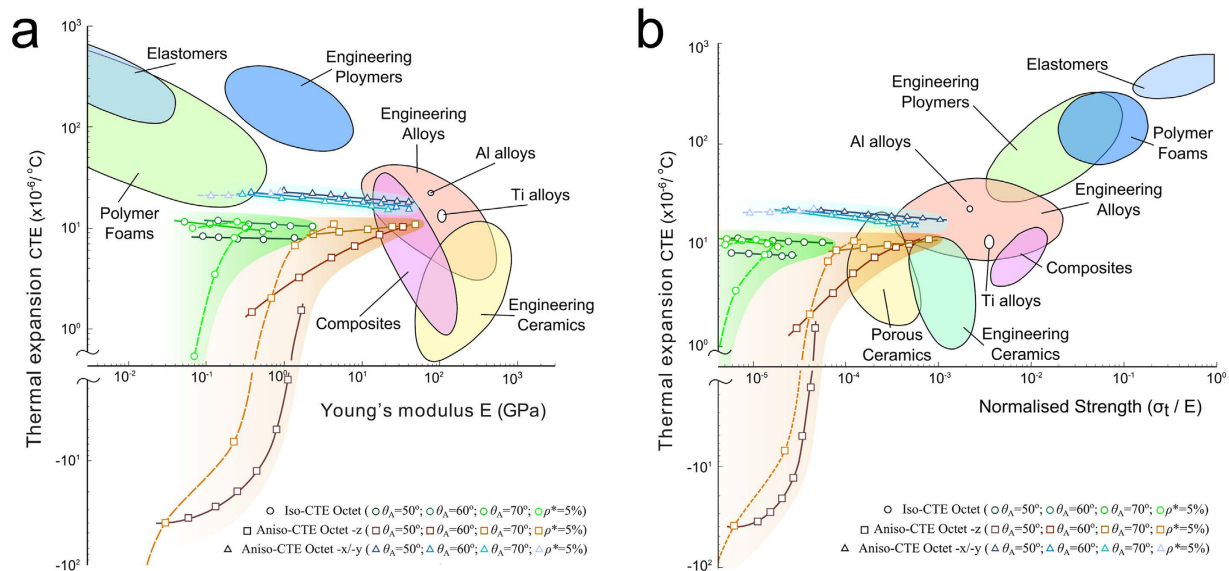 a
Thermal expansion CTE (x10⁻⁶/°C)
10³
10²
10¹
10⁰
-10¹
-10²
Elastomers
Engineering
Ploymers
Engineering
Alloys
Al alloys
Ti alloys
Polymer
Foams
Composites
Engineering
Ceramics
10⁻² 10⁻¹ 10⁰ 10¹ 10² 10³
Young's modulus E (GPa)
○ Iso-CTE Octet ( ○ θA=50°; ○ θA=60°; ○ θA=70°; ○ ρ*=5%)
□ Aniso-CTE Octet -z ( □ θA=50°; □ θA=60°; □ θA=70°; □ ρ*=5%)
△ Aniso-CTE Octet -x/-y ( △ θA=50°; △ θA=60°; △ θA=70°; △ ρ*=5%)
b
Thermal expansion CTE (x10⁻⁶/°C)
10³
10²
10¹
10⁰
-10¹
-10²
Elastomers
Engineering
Ploymers
Al alloys
Polymer
Foams
Engineering
Alloys
Composites
Ti alloys
Porous
Ceramics
Engineering
Ceramics
10⁻⁵ 10⁻⁴ 10⁻³ 10⁻² 10⁻¹ 10⁰
Normalised Strength (σt / E)
○ Iso-CTE Octet ( ○ θA=50°; ○ θA=60°; ○ θA=70°; ○ ρ*=5%)
□ Aniso-CTE Octet -z ( □ θA=50°; □ θA=60°; □ θA=70°; □ ρ*=5%)
△ Aniso-CTE Octet -x/-y ( △ θA=50°; △ θA=60°; △ θA=70°; △ ρ*=5%)